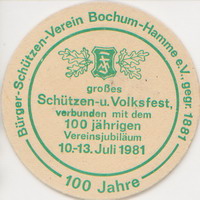 Bürger-Schützen-Verein Bochum-Hamme e.V., gegr. 1881
großes
Schützen-u. Volksfest,
verbunden mit dem
100 jährigen
Vereinsjubiläum
10.-13. Juli 1981
100 Jahre